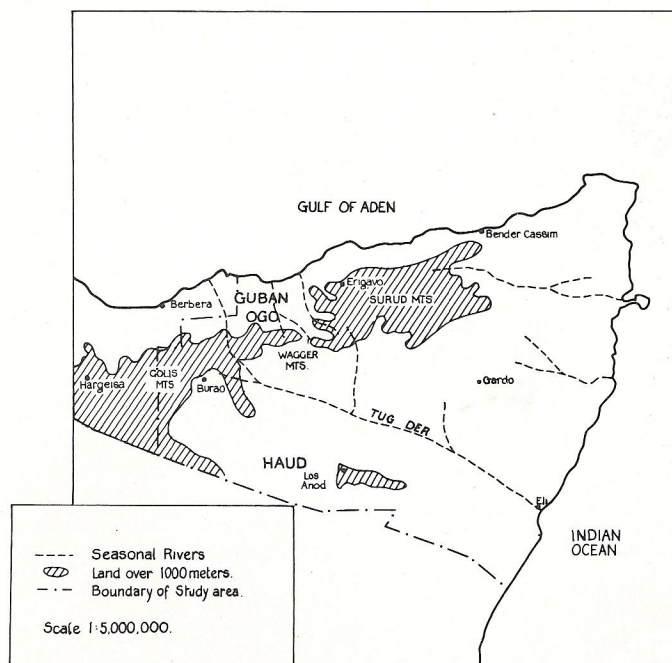 GULF OF ADEN
Bender Cassim
Erigavo
SURUD MTS
Berbera
GUBAN
OGO
WAGGER
MTS.
GOLIS
MTS
Hargeisa
Burao
Gardo
TUG DER
HAUD
Las
Anod
Eil
INDIAN
OCEAN
Seasonal Rivers
Land over 1000 meters.
Boundary of Study area.
Scale 1:5,000,000.